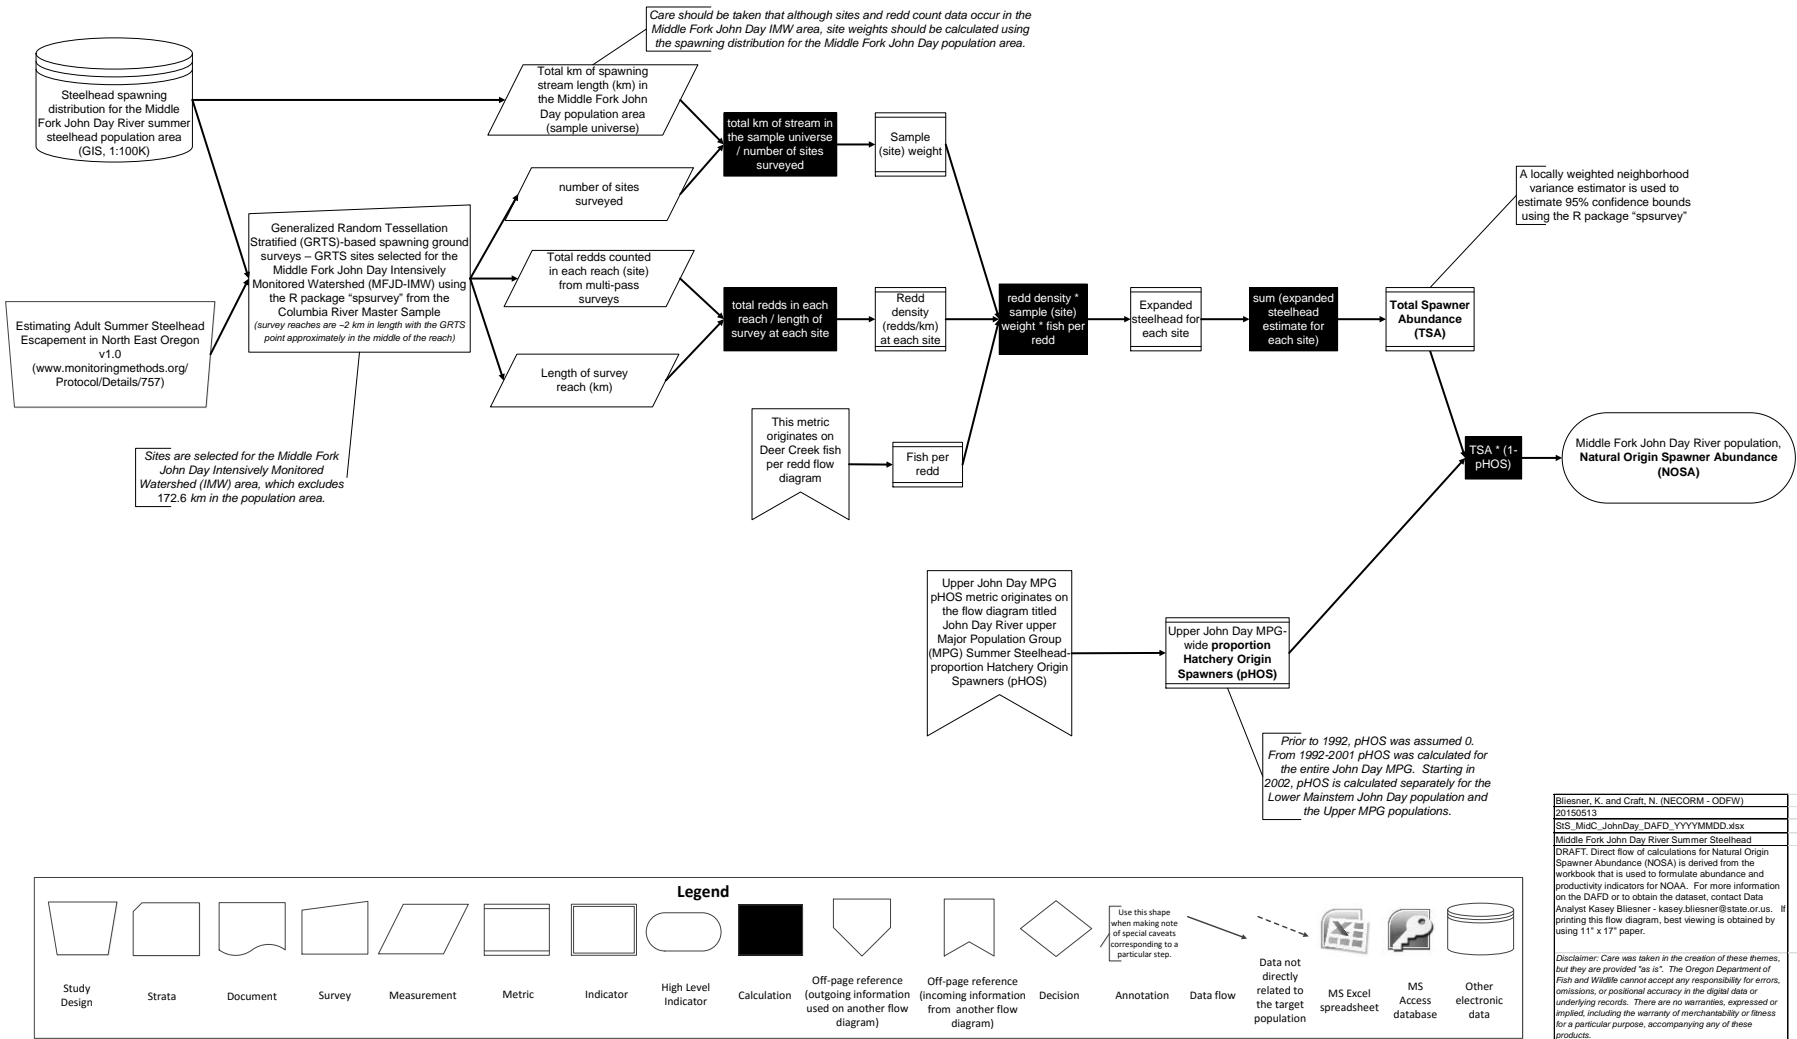 Care should be taken that although sites and redd count data occur in the
Middle Fork John Day IMW area, site weights should be calculated using
the spawning distribution for the Middle Fork John Day population area.
Steelhead spawning
distribution for the Middle
Fork John Day River summer
steelhead population area
(GIS, 1:100K)
Total km of spawning
stream length (km) in
the Middle Fork John
Day population area
(sample universe)
total km of stream in
the sample universe
/ number of sites
surveyed
Sample
(site) weight
number of sites
surveyed
A locally weighted neighborhood
variance estimator is used to
estimate 95% confidence bounds
using the R package “spsurvey”
Generalized Random Tessellation
Stratified (GRTS)-based spawning ground
surveys – GRTS sites selected for the
Middle Fork John Day Intensively
Monitored Watershed (MFJD-IMW) using
the R package “spsurvey” from the
Columbia River Master Sample
(survey reaches are ~2 km in length with the GRTS
point approximately in the middle of the reach)
Total redds counted
in each reach (site)
from multi-pass
surveys
Estimating Adult Summer Steelhead
Escapement in North East Oregon
v1.0
(www.monitoringmethods.org/
Protocol/Details/757)
total redds in each
reach / length of
survey at each site
Redd
density
(redds/km)
at each site
redd density *
sample (site)
weight * fish per
redd
Expanded
steelhead for
each site
sum (expanded
steelhead
estimate for
each site)
Total Spawner
Abundance
(TSA)
Length of survey
reach (km)
This metric
originates on
Deer Creek fish
per redd flow
diagram
Fish per
redd
Sites are selected for the Middle Fork
John Day Intensively Monitored
Watershed (IMW) area, which excludes
172.6 km in the population area.
TSA * (1-
pHOS)
Middle Fork John Day River population,
Natural Origin Spawner Abundance
(NOSA)
Upper John Day MPG
pHOS metric originates on
the flow diagram titled
John Day River upper
Major Population Group
(MPG) Summer Steelhead-
proportion Hatchery Origin
Spawners (pHOS)
Upper John Day MPG-
wide proportion
Hatchery Origin
Spawners (pHOS)
Prior to 1992, pHOS was assumed 0.
From 1992-2001 pHOS was calculated for
the entire John Day MPG. Starting in
2002, pHOS is calculated separately for the
Lower Mainstem John Day population and
the Upper MPG populations.
Bliesner, K. and Craft, N. (NECORM - ODFW)
20150513
StS_MidC_JohnDay_DAFD_YYYYMMDD.xlsx
Middle Fork John Day River Summer Steelhead
DRAFT. Direct flow of calculations for Natural Origin
Spawner Abundance (NOSA) is derived from the
workbook that is used to formulate abundance and
productivity indicators for NOAA. For more information
on the DAFD or to obtain the dataset, contact Data
Analyst Kasey Bliesner - kasey.bliesner@state.or.us. If
printing this flow diagram, best viewing is obtained by
using 11" x 17" paper.
Disclaimer: Care was taken in the creation of these themes,
but they are provided "as is". The Oregon Department of
Fish and Wildlife cannot accept any responsibility for errors,
omissions, or positional accuracy in the digital data or
underlying records. There are no warranties, expressed or
implied, including the warranty of merchantability or fitness
for a particular purpose, accompanying any of these
products.
Legend
Use this shape
when making note
of special caveats
corresponding to a
particular step.
Study
Design
Strata
Document
Survey
Measurement
Metric
Indicator
High Level
Indicator
Calculation
Off-page reference
(outgoing information
used on another flow
diagram)
Off-page reference
(incoming information
from another flow
diagram)
Decision
Annotation
Data flow
Data not
directly
related to
the target
population
MS Excel
spreadsheet
MS
Access
database
Other
electronic
data